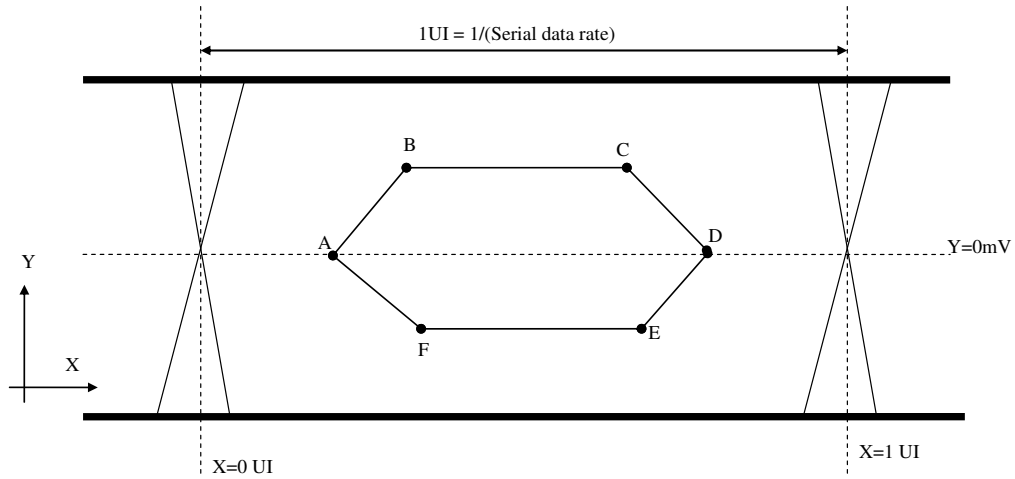 1UI = 1/(Serial data rate)
B
C
A
D
Y=0mV
Y
F
E
X
X=0 UI
X=1 UI